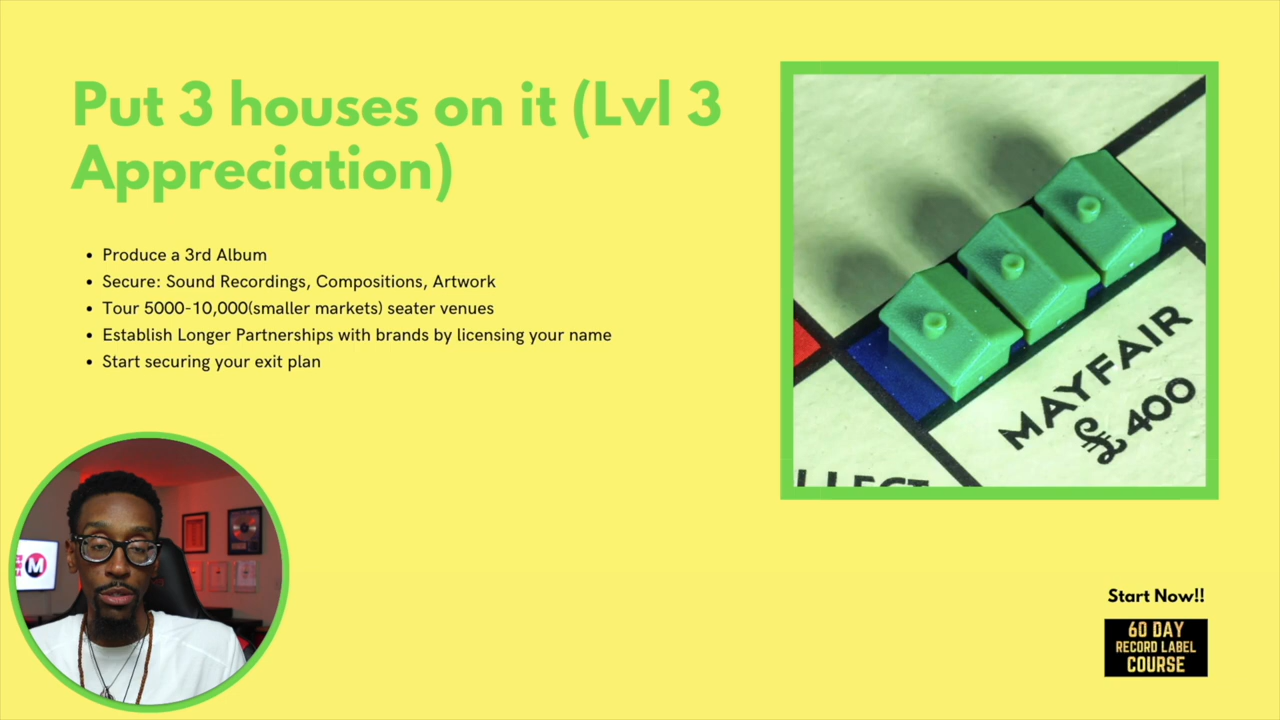 Put 3 houses on it (Lvl 3
Appreciation)
• Produce a 3rd Album
• Secure: Sound Recordings, Compositions, Artwork
• Tour 5000-10,000(smaller markets) seater venues
• Establish Longer Partnerships with brands by licensing your name
• Start securing your exit plan
MAYFAIR
£400
M
Start Now!!
60 DAY
RECORD LABEL
COURSE